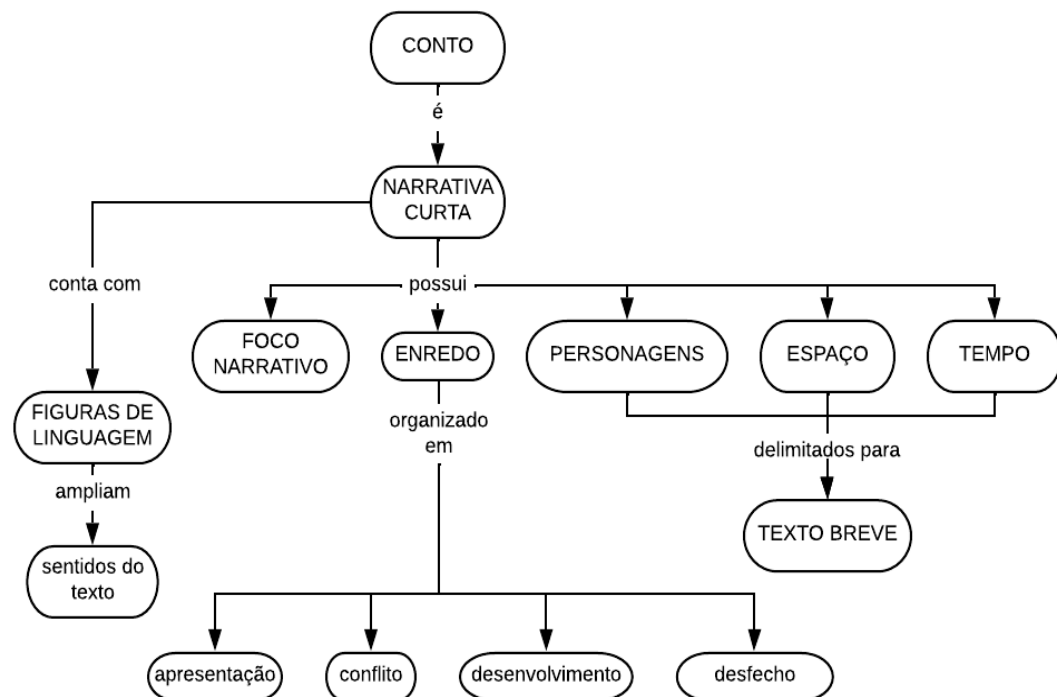 CONTO
é
NARRATIVA
CURTA
conta com
possui
FOCO
NARRATIVO
ENREDO
PERSONAGENS
ESPAÇO
TEMPO
FIGURAS DE
LINGUAGEM
organizado
em
delimitados para
ampliam
TEXTO BREVE
sentidos do
texto
apresentação
conflito
desenvolvimento
desfecho